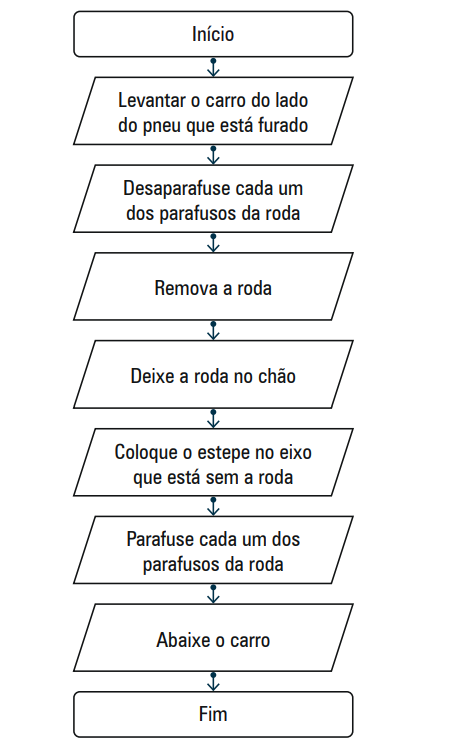 Início
Levantar o carro do lado
do pneu que está furado
Desaparafuse cada um
dos parafusos da roda
Remova a roda
Deixe a roda no chão
Coloque o estepe no eixo
que está sem a roda
Parafuse cada um dos
parafusos da roda
Abaixe o carro
Fim